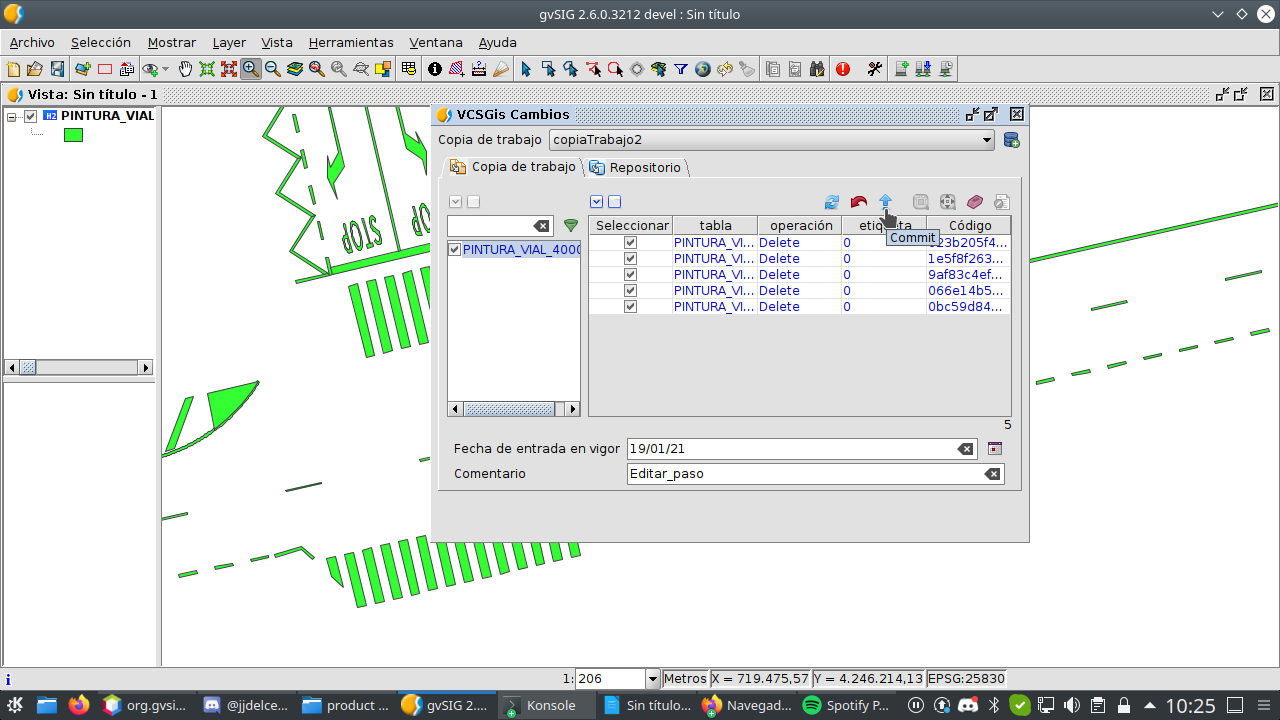 gvSIG 2.6.0.3212 devel : Sin título
Archivo Selección Mostrar Layer Vista Herramientas Ventana Ayuda
Vista: Sin título - 1
H2 PINTURA_VIAL
STOP
STOP
VCSGis Cambios
Copia de trabajo copiaTrabajo2
Copia de trabajo Repositorio
Seleccionar tabla operación Código
Commit
PINTURA_VIAL_4000
PINTURA_VI... Delete 0 23b205f4...
PINTURA_VI... Delete 0 1e5f8f263...
PINTURA_VI... Delete 0 9af83c4ef...
PINTURA_VI... Delete 0 066e14b5...
PINTURA_VI... Delete 0 0bc59d84...
5
Fecha de entrada en vigor 19/01/21
Comentario Editar_paso
1: 206 Metros X = 719.475,57 Y = 4.246.214,13 EPSG:25830
org.gvsi... @jjdelce... product ... gvSIG 2.... Konsole Sin título... Navegad... Spotify P... 10:25